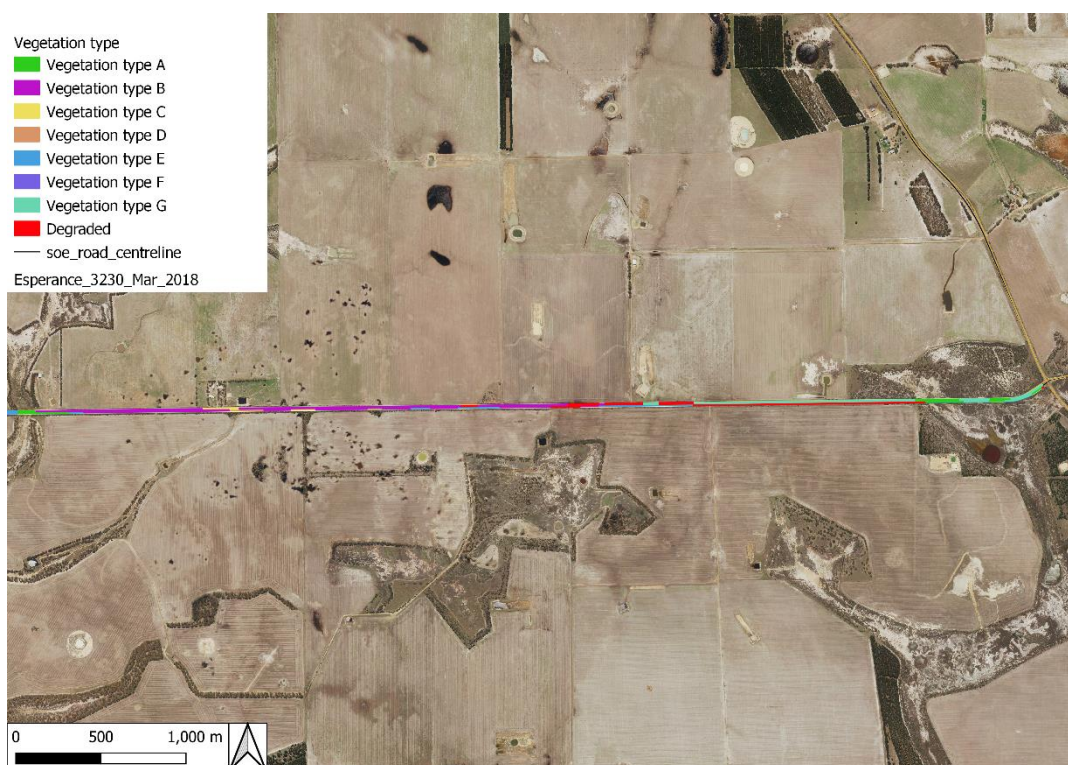 Vegetation type
Vegetation type A
Vegetation type B
Vegetation type C
Vegetation type D
Vegetation type E
Vegetation type F
Vegetation type G
Degraded
soe_road_centreline
Esperance_3230_Mar_2018
0 500 1,000 m